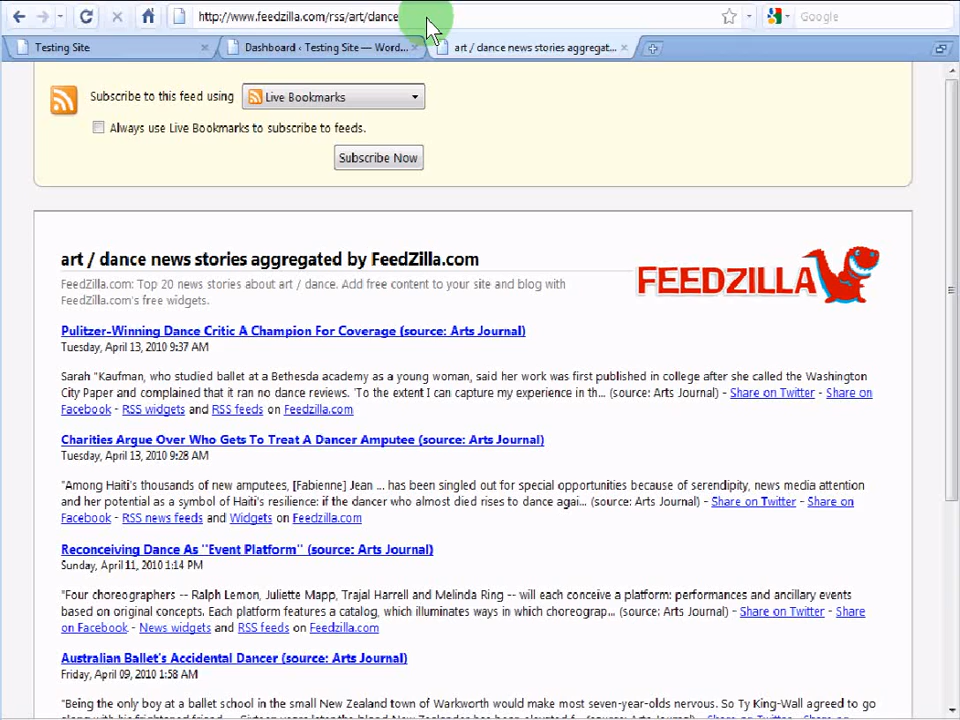 http://www.feedzilla.com/rss/art/dance
Google
Testing Site
Dashboard ‹ Testing Site — Word...
art / dance news stories aggregat...
Subscribe to this feed using
Live Bookmarks
Always use Live Bookmarks to subscribe to feeds.
Subscribe Now
art / dance news stories aggregated by FeedZilla.com
FEEDZILLA
FeedZilla.com: Top 20 news stories about art / dance. Add free content to your site and blog with
FeedZilla.com's free widgets.
Pulitzer-Winning Dance Critic A Champion For Coverage (source: Arts Journal)
Tuesday, April 13, 2010 9:37 AM
Sarah "Kaufman, who studied ballet at a Bethesda academy as a young woman, said her work was first published in college after she called the Washington
City Paper and complained that it ran no dance reviews. 'To the extent I can capture my experience in th... (source: Arts Journal) - Share on Twitter - Share on
Facebook - RSS widgets and RSS feeds on Feedzilla.com
Charities Argue Over Who Gets To Treat A Dancer Amputee (source: Arts Journal)
Tuesday, April 13, 2010 9:28 AM
"Among Haiti's thousands of new amputees, [Fabienne] Jean ... has been singled out for special opportunities because of serendipity, news media attention
and her potential as a symbol of Haiti's resilience: if the dancer who almost died rises to dance agai... (source: Arts Journal) - Share on Twitter - Share on
Facebook - RSS news feeds and Widgets on Feedzilla.com
Reconceiving Dance As "Event Platform" (source: Arts Journal)
Sunday, April 11, 2010 1:14 PM
"Four choreographers -- Ralph Lemon, Juliette Mapp, Trajal Harrell and Melinda Ring -- will each conceive a platform: performances and ancillary events
based on original concepts. Each platform features a catalog, which illuminates ways in which choreograp... (source: Arts Journal) - Share on Twitter - Share
on Facebook - News widgets and RSS feeds on Feedzilla.com
Australian Ballet's Accidental Dancer (source: Arts Journal)
Friday, April 09, 2010 1:58 AM
"Being the only boy at a ballet school in the small New Zealand town of Warkworth would make most seven-year-olds nervous. So Ty King-Wall agreed to go